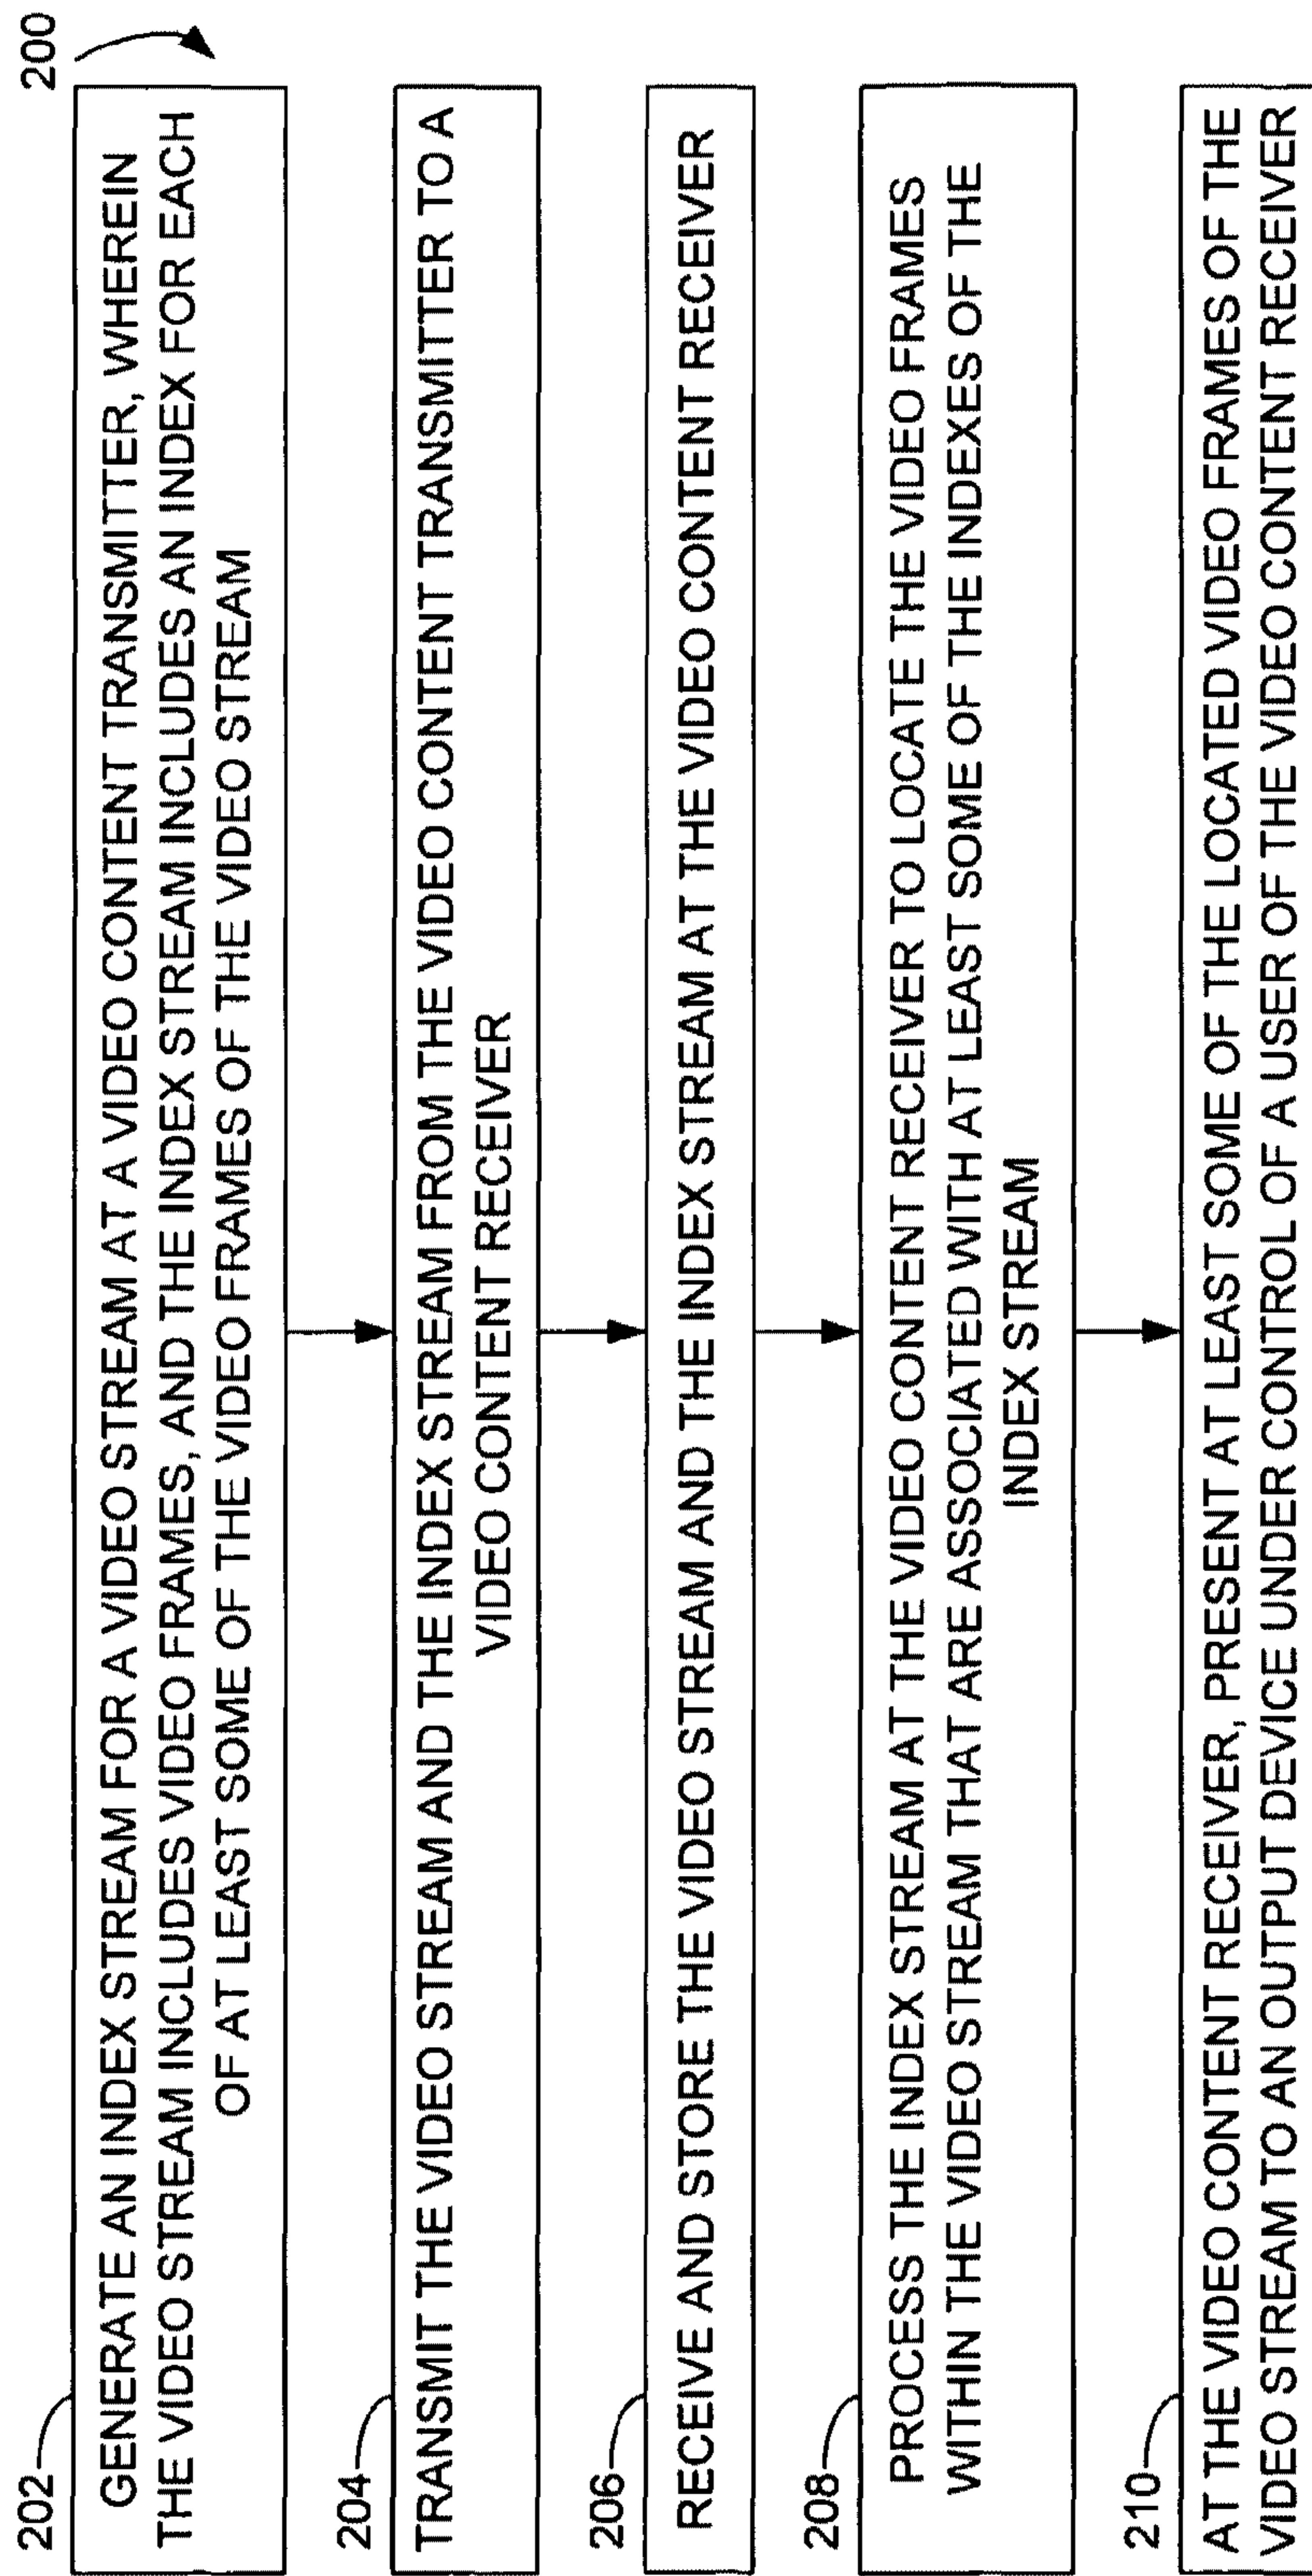 200
202
GENERATE AN INDEX STREAM FOR A VIDEO STREAM AT A VIDEO CONTENT TRANSMITTER, WHEREIN
THE VIDEO STREAM INCLUDES VIDEO FRAMES, AND THE INDEX STREAM INCLUDES AN INDEX FOR EACH
OF AT LEAST SOME OF THE VIDEO FRAMES OF THE VIDEO STREAM
204
TRANSMIT THE VIDEO STREAM AND THE INDEX STREAM FROM THE VIDEO CONTENT TRANSMITTER TO A
VIDEO CONTENT RECEIVER
206
RECEIVE AND STORE THE VIDEO STREAM AND THE INDEX STREAM AT THE VIDEO CONTENT RECEIVER
208
PROCESS THE INDEX STREAM AT THE VIDEO CONTENT RECEIVER TO LOCATE THE VIDEO FRAMES
WITHIN THE VIDEO STREAM THAT ARE ASSOCIATED WITH AT LEAST SOME OF THE INDEXES OF THE
INDEX STREAM
210
AT THE VIDEO CONTENT RECEIVER, PRESENT AT LEAST SOME OF THE LOCATED VIDEO FRAMES OF THE
VIDEO STREAM TO AN OUTPUT DEVICE UNDER CONTROL OF A USER OF THE VIDEO CONTENT RECEIVER